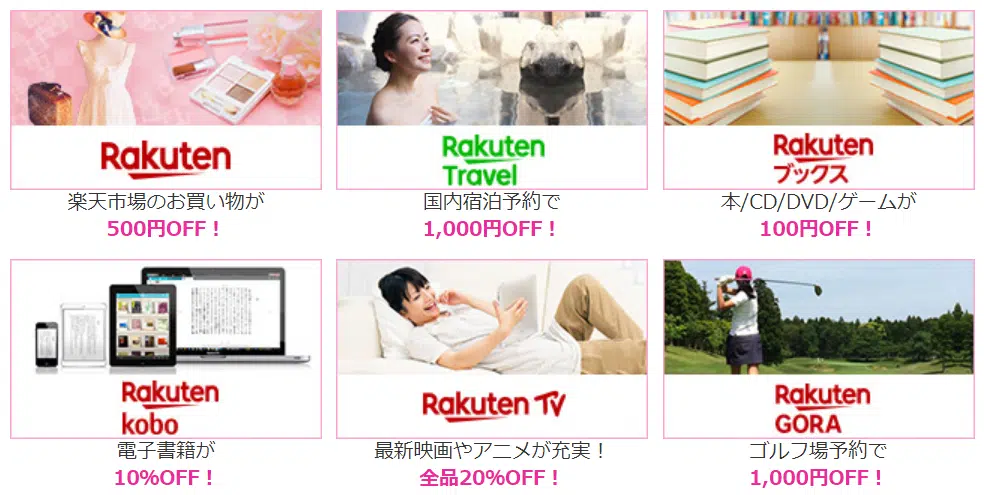 Rakuten
楽天市場のお買い物が
500円OFF！
Rakuten
Travel
国内宿泊予約で
1,000円OFF！
Rakuten
ブックス
本/CD/DVD/ゲームが
100円OFF！
Rakuten
kobo
電子書籍が
10%OFF！
Rakuten TV
最新映画やアニメが充実！
全品20%OFF！
Rakuten
GORA
ゴルフ場予約で
1,000円OFF！